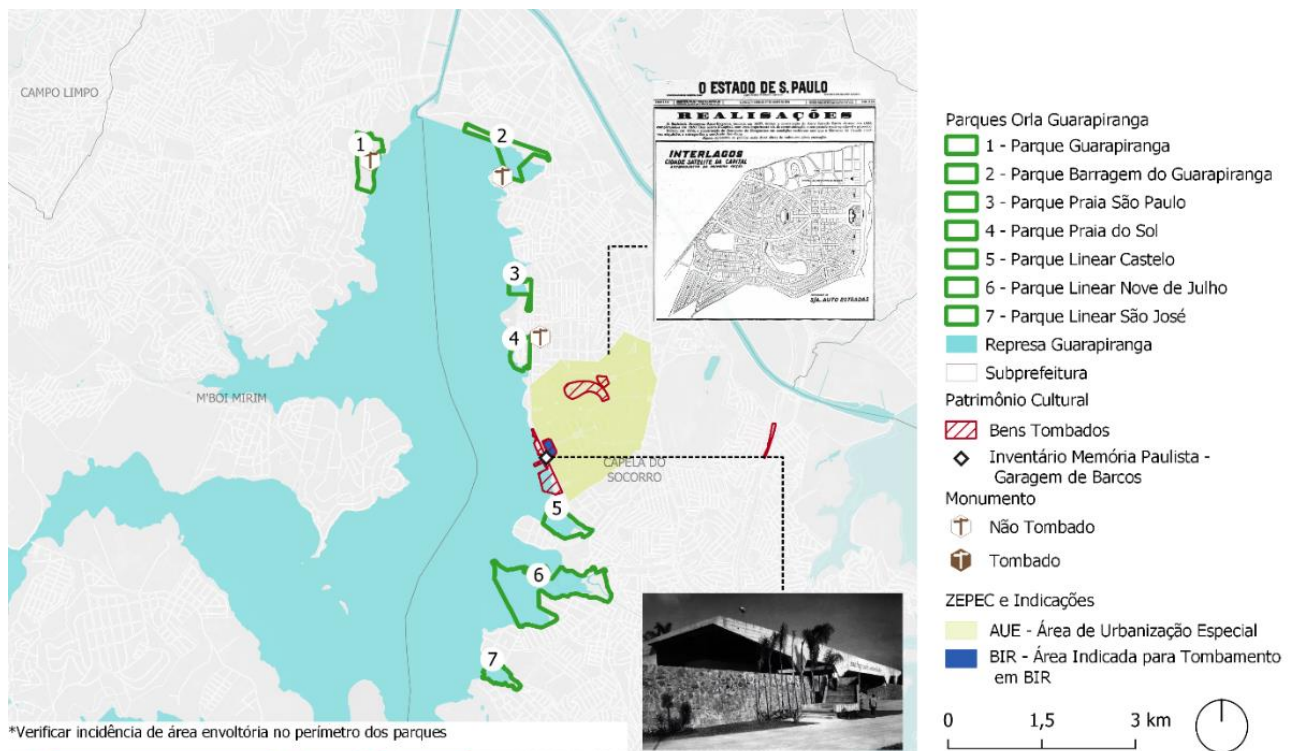 CAMPO LIMPO
1
2
3
4
M'BOI MIRIM
CAPELA DO
SOCORRO
5
6
7
*Verificar incidência de área envoltória no perímetro dos parques
O ESTADO DE S. PAULO
REALISAÇÕES
INTERLAGOS
CIDADE SATELITE DA CAPITAL
S/A. AUTO ESTRADAS
Parques Orla Guarapiranga
1 - Parque Guarapiranga
2 - Parque Barragem do Guarapiranga
3 - Parque Praia São Paulo
4 - Parque Praia do Sol
5 - Parque Linear Castelo
6 - Parque Linear Nove de Julho
7 - Parque Linear São José
Represa Guarapiranga
Subprefeitura
Patrimônio Cultural
Bens Tombados
Inventário Memória Paulista -
Garagem de Barcos
Monumento
Não Tombado
Tombado
ZEPEC e Indicações
AUE - Área de Urbanização Especial
BIR - Área Indicada para Tombamento
em BIR
0 1,5 3 km